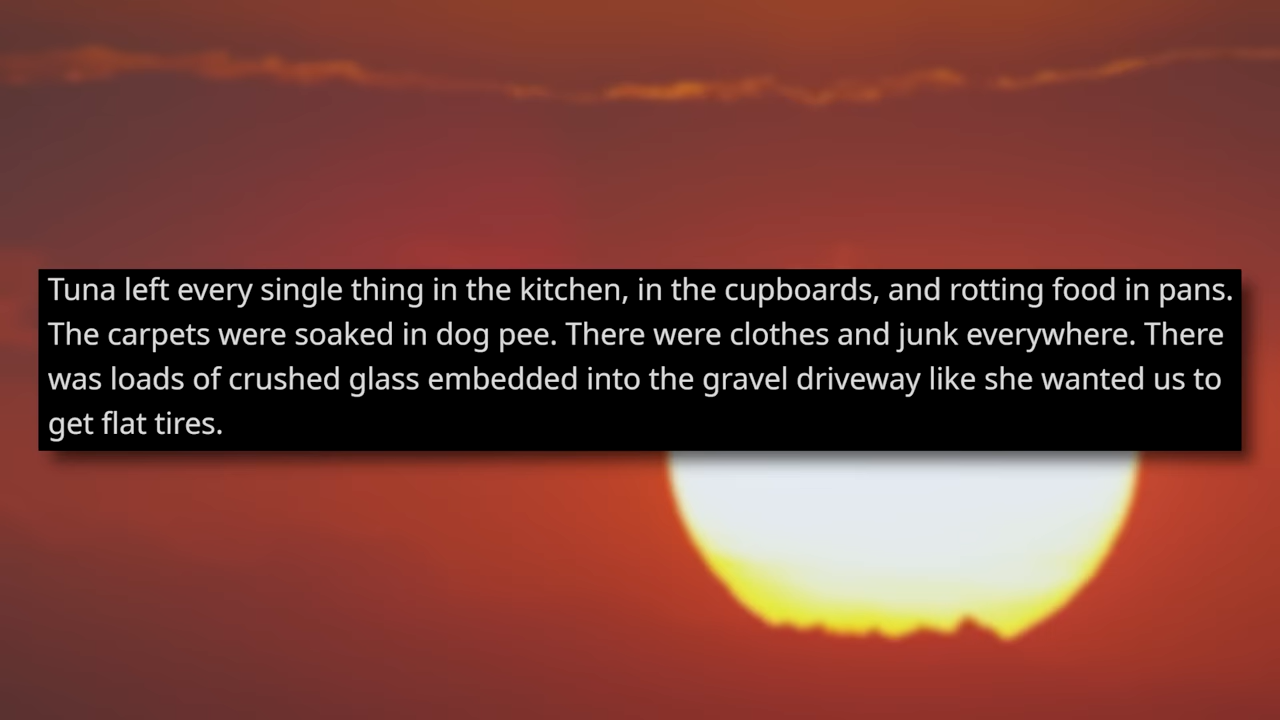 Tuna left every single thing in the kitchen, in the cupboards, and rotting food in pans.
The carpets were soaked in dog pee. There were clothes and junk everywhere. There
was loads of crushed glass embedded into the gravel driveway like she wanted us to
get flat tires.